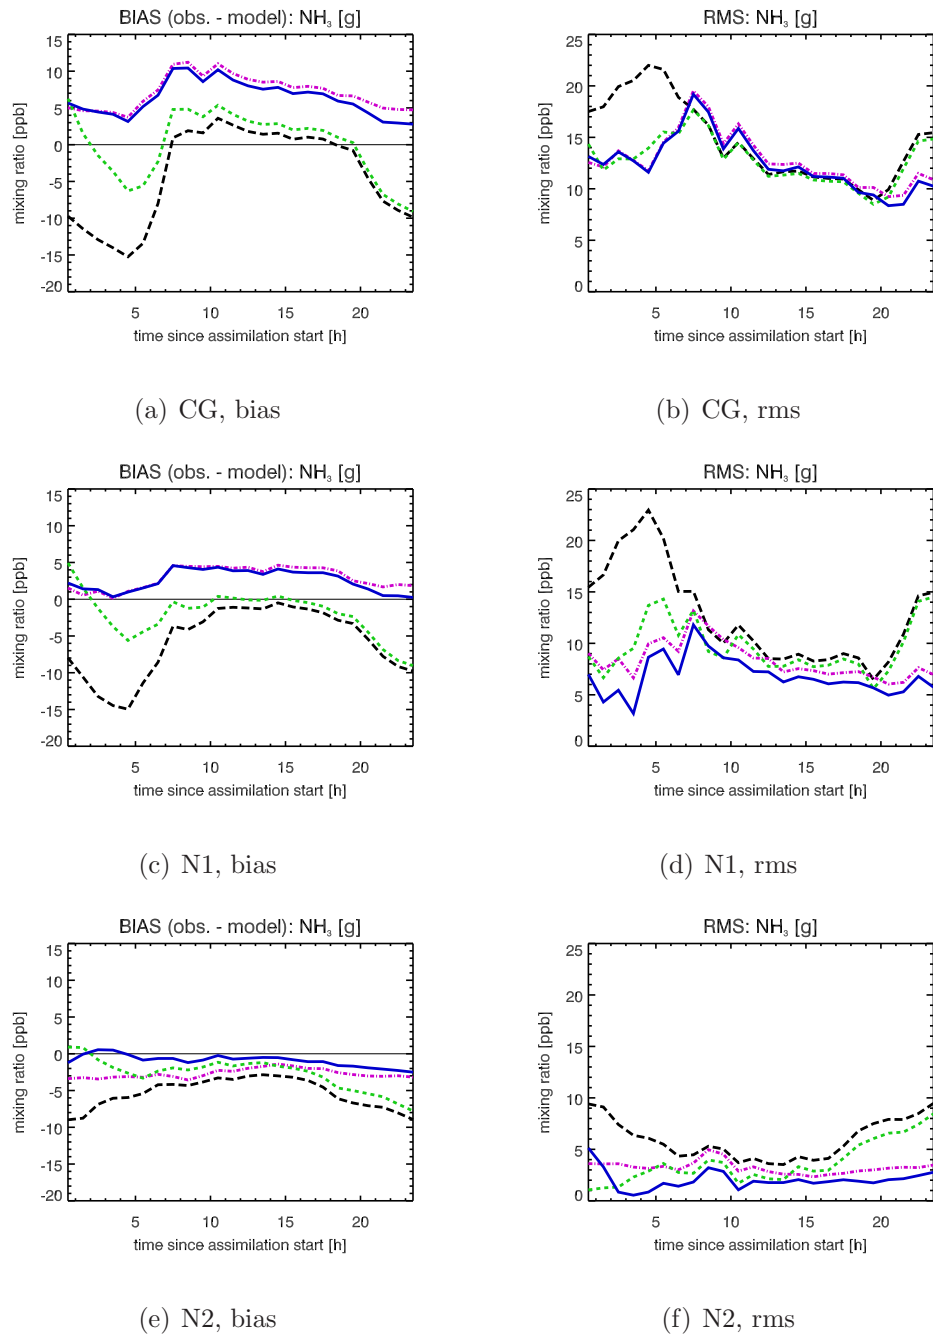 BIAS (obs. - model): NH₃ [g]
RMS: NH₃ [g]
mixing ratio [ppb]
15
10
5
0
-5
-10
-15
-20
5
10
15
20
time since assimilation start [h]
mixing ratio [ppb]
25
20
15
10
5
0
5
10
15
20
time since assimilation start [h]
(a) CG, bias
(b) CG, rms
BIAS (obs. - model): NH₃ [g]
RMS: NH₃ [g]
mixing ratio [ppb]
15
10
5
0
-5
-10
-15
-20
5
10
15
20
time since assimilation start [h]
mixing ratio [ppb]
25
20
15
10
5
0
5
10
15
20
time since assimilation start [h]
(c) N1, bias
(d) N1, rms
BIAS (obs. - model): NH₃ [g]
RMS: NH₃ [g]
mixing ratio [ppb]
15
10
5
0
-5
-10
-15
-20
5
10
15
20
time since assimilation start [h]
mixing ratio [ppb]
25
20
15
10
5
0
5
10
15
20
time since assimilation start [h]
(e) N2, bias
(f) N2, rms